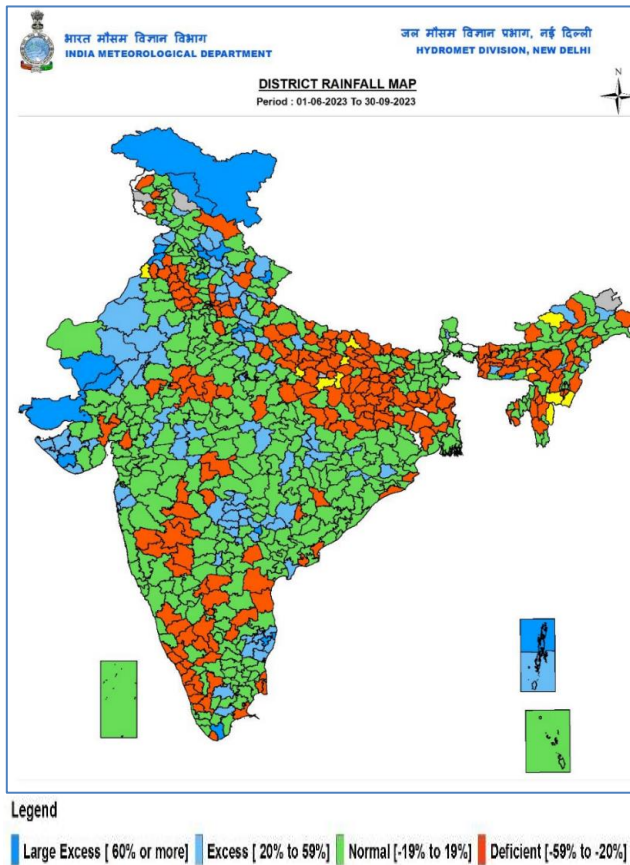 भारत मौसम विज्ञान विभाग
INDIA METEOROLOGICAL DEPARTMENT
जल मौसम विज्ञान प्रभाग, नई दिल्ली
HYDROMET DIVISION, NEW DELHI
DISTRICT RAINFALL MAP
Period : 01-06-2023 To 30-09-2023
N
Legend
Large Excess [ 60% or more] Excess [ 20% to 59%] Normal [-19% to 19%] Deficient [-59% to -20%]